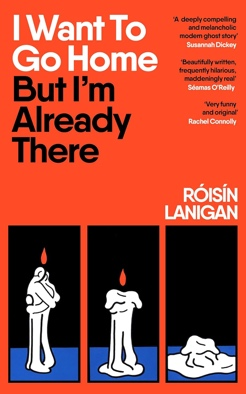 I Want To
Go Home
But I'm
Already
There
'A deeply compelling
and melancholic
modern ghost story'
Susannah Dickey
'Beautifully written,
frequently hilarious,
maddeningly real'
Séamas O'Reilly
'Very funny
and original'
Rachel Connolly
RÓISÍN
LANIGAN